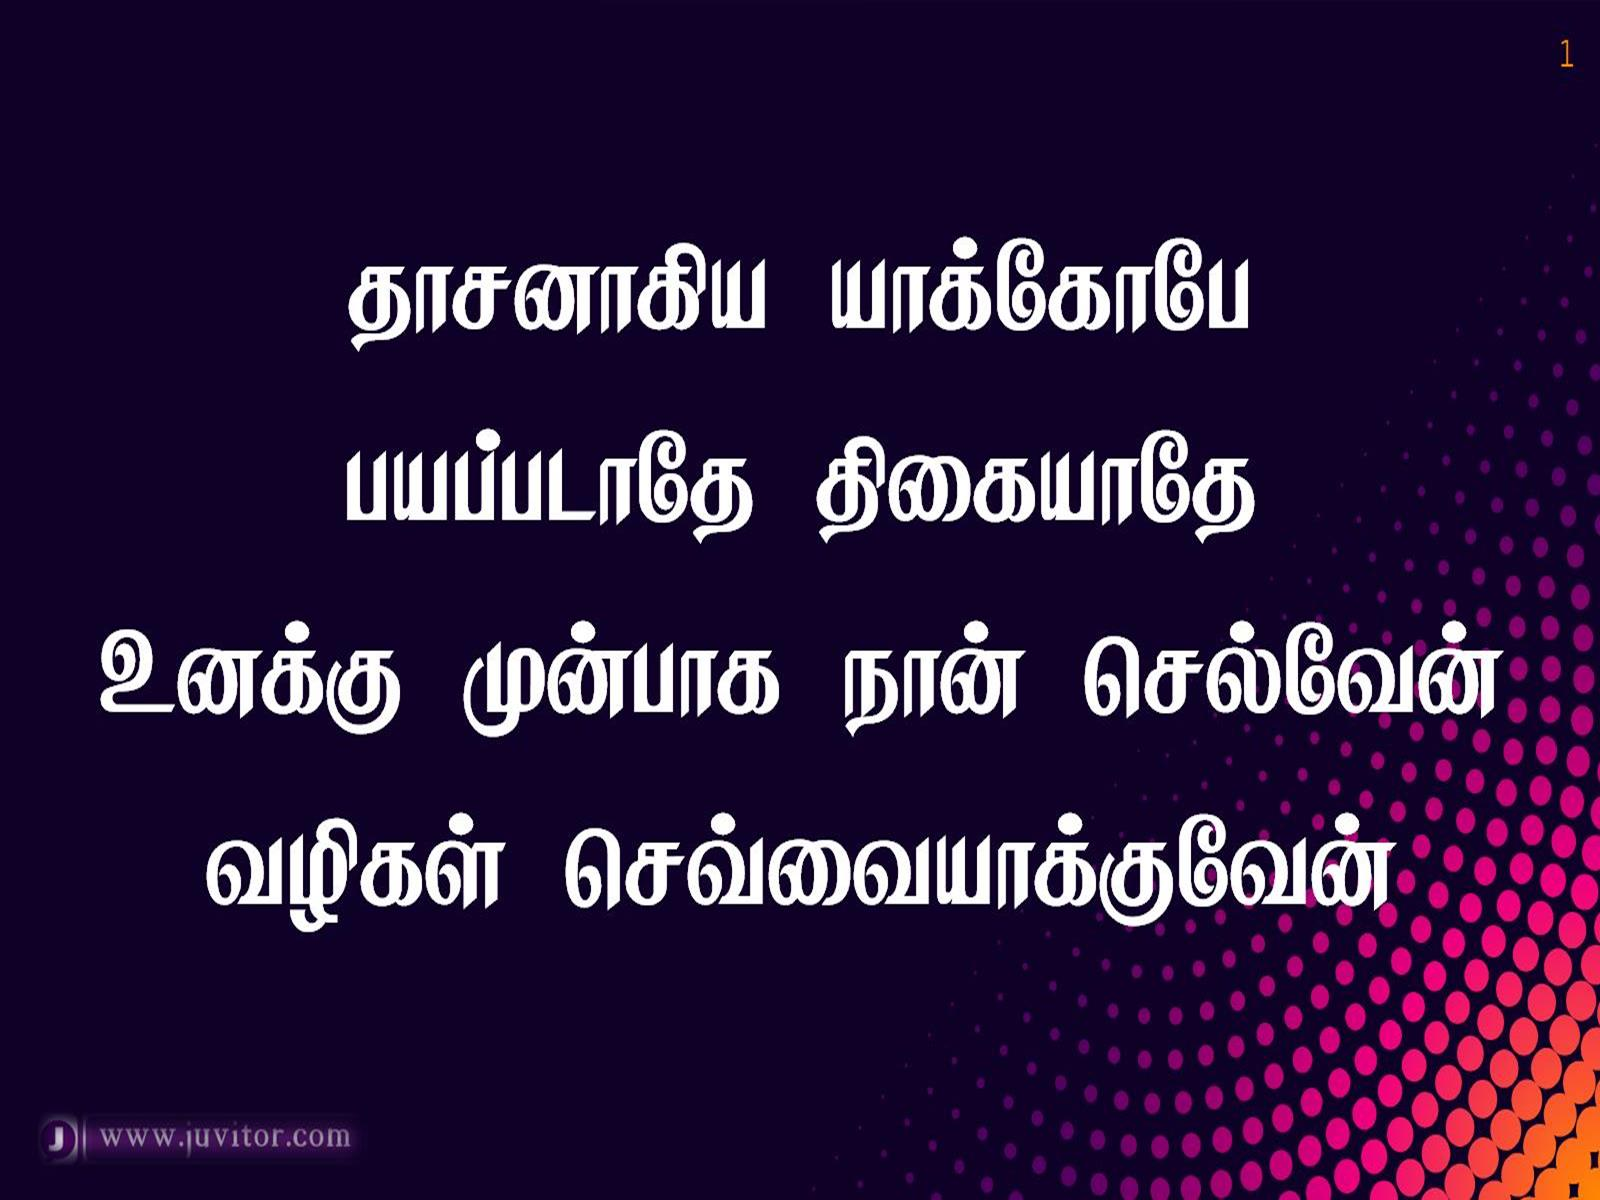 1
தாசனாகிய யாக்கோபே
பயப்படாதே திகையாதே
உனக்கு முன்பாக நான் செல்வேன்
வழிகள் செவ்வையாக்குவேன்
J www.juvitor.com